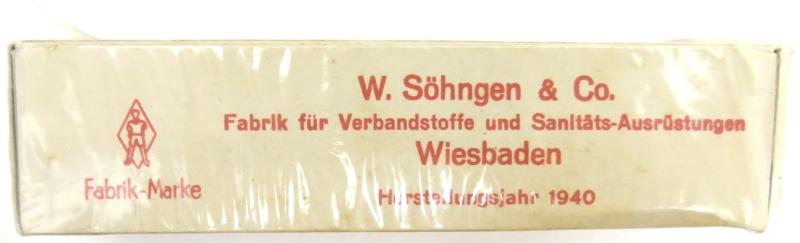 W. Söhngen & Co.
Fabrik für Verbandstoffe und Sanitäts-Ausrüstungen
Wiesbaden
Herstellungsjahr 1940
Fabrik-Marke